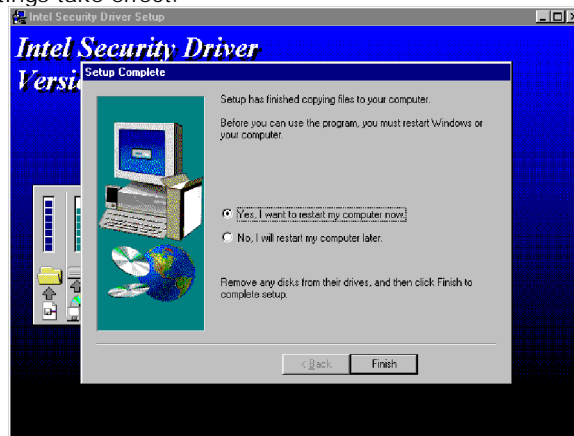 tings take effect.
Intel Security Driver Setup
Intel Security Driver
Versi
Setup Complete
Setup has finished copying files to your computer.
Before you can use the program, you must restart Windows or
your computer.
Yes, I want to restart my computer now.
No, I will restart my computer later.
Remove any disks from their drives, and then click Finish to
complete setup.
< Back
Finish